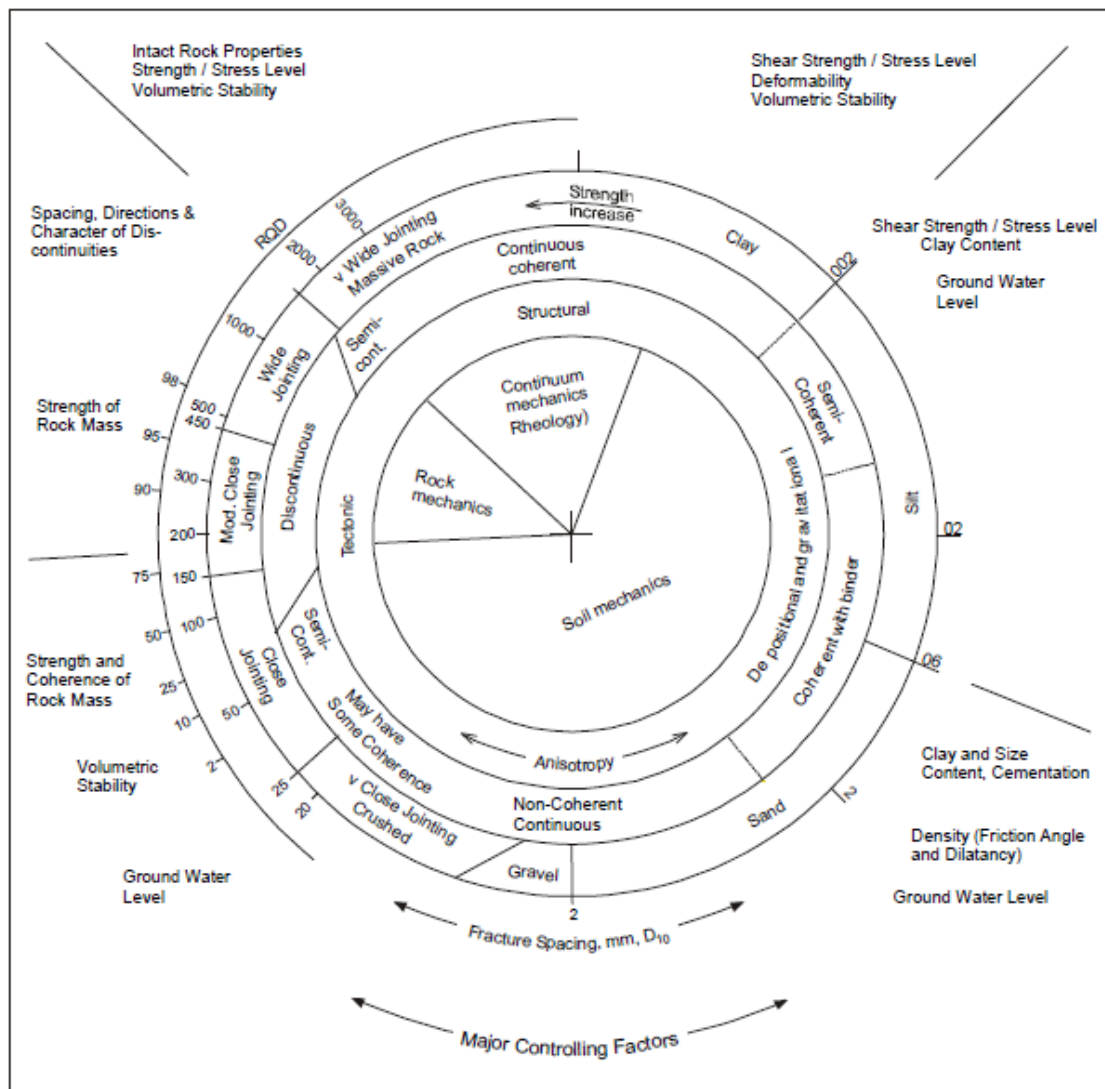 Intact Rock Properties
Strength / Stress Level
Volumetric Stability
Shear Strength / Stress Level
Deformability
Volumetric Stability
Spacing, Directions &
Character of Dis-
continuities
Shear Strength / Stress Level
Clay Content
Ground Water
Level
Strength of
Rock Mass
Strength and
Coherence of
Rock Mass
Volumetric
Stability
Ground Water
Level
Clay and Size
Content, Cementation
Density (Friction Angle
and Dilatancy)
Ground Water Level
RQD
98
95
90
75
50
25
10
2
3000
2000
1000
500
450
300
200
150
100
50
25
20
2
2
06
02
002
v Wide Jointing
Massive Rock
Wide
Jointing
Mod. Close
Jointing
Close
Jointing
v Close Jointing
Crushed
Gravel
Sand
Silt
Clay
Strength
increase
Continuous
coherent
Semi-
cont.
Discontinuous
Semi-
Cont.
May have
Some Coherence
Non-Coherent
Continuous
Coherent with binder
Semi-
Coherent
Structural
Tectonic
De positional and gravitational
Anisotropy
Continuum
mechanics
Rheology)
Rock
mechanics
Soil mechanics
Fracture Spacing, mm, D10
Major Controlling Factors